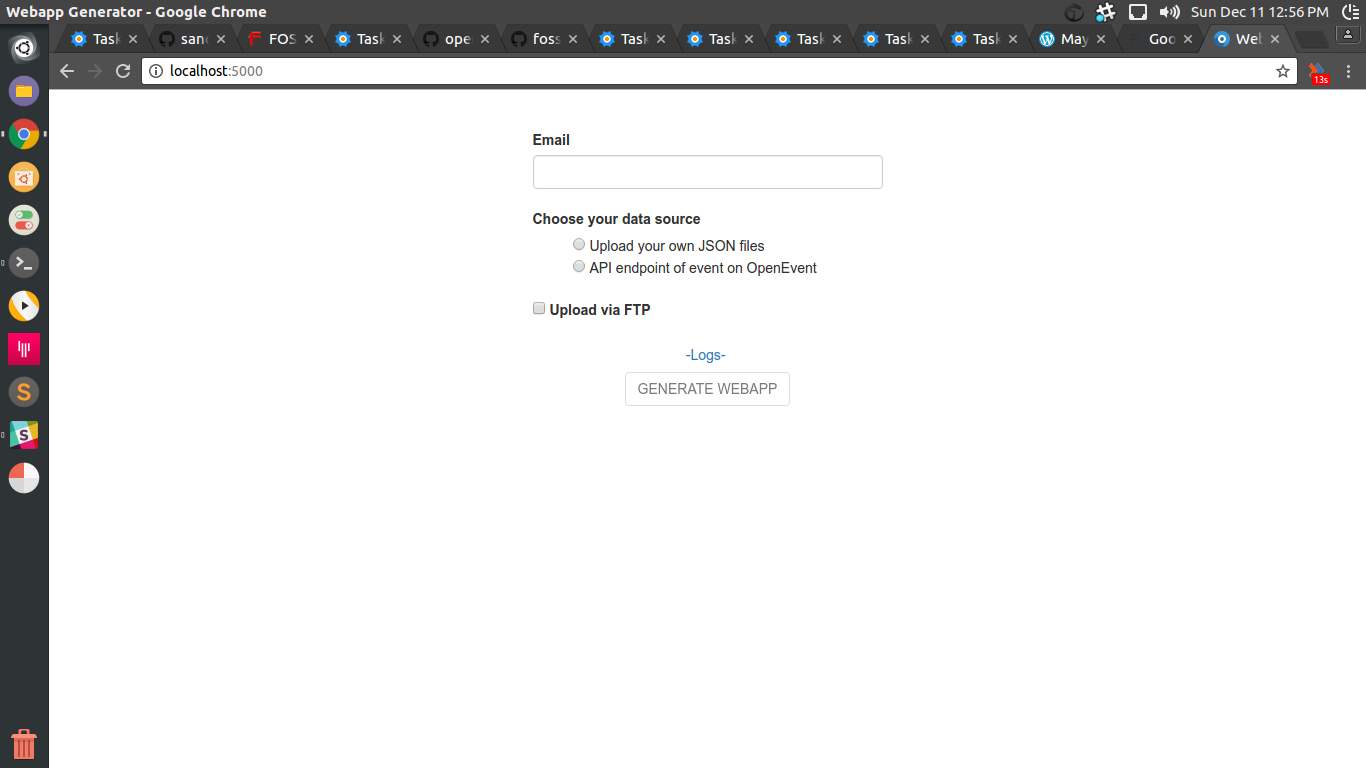 Webapp Generator - Google Chrome
Sun Dec 11 12:56 PM
Task
sand
FOS
Task
ope
foss
Task
Task
Task
Task
Task
May
Goo
Web
localhost:5000
13s
Email
Choose your data source
Upload your own JSON files
API endpoint of event on OpenEvent
Upload via FTP
-Logs-
GENERATE WEBAPP
S
S